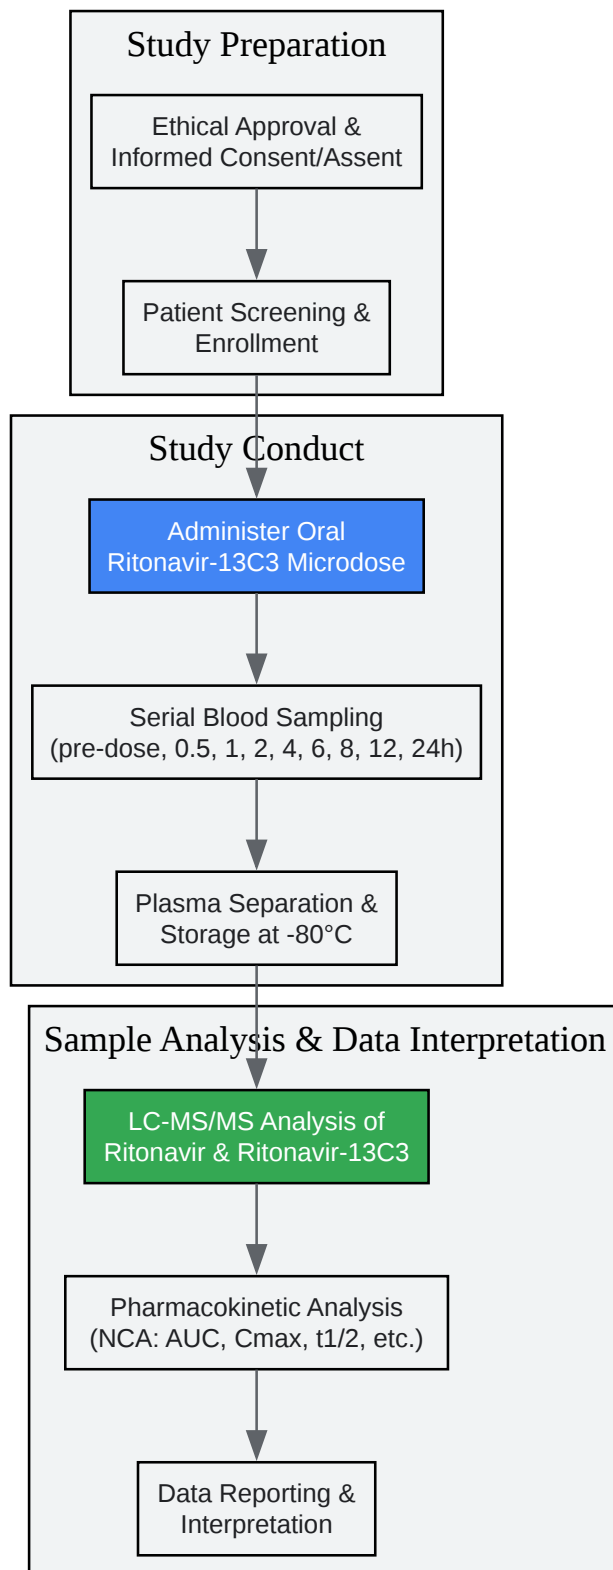 Study Preparation
Ethical Approval &
Informed Consent/Assent
Patient Screening &
Enrollment
Study Conduct
Administer Oral
Ritonavir-13C3 Microdose
Serial Blood Sampling
(pre-dose, 0.5, 1, 2, 4, 6, 8, 12, 24h)
Plasma Separation &
Storage at -80°C
Sample Analysis & Data Interpretation
LC-MS/MS Analysis of
Ritonavir & Ritonavir-13C3
Pharmacokinetic Analysis
(NCA: AUC, Cmax, t1/2, etc.)
Data Reporting &
Interpretation